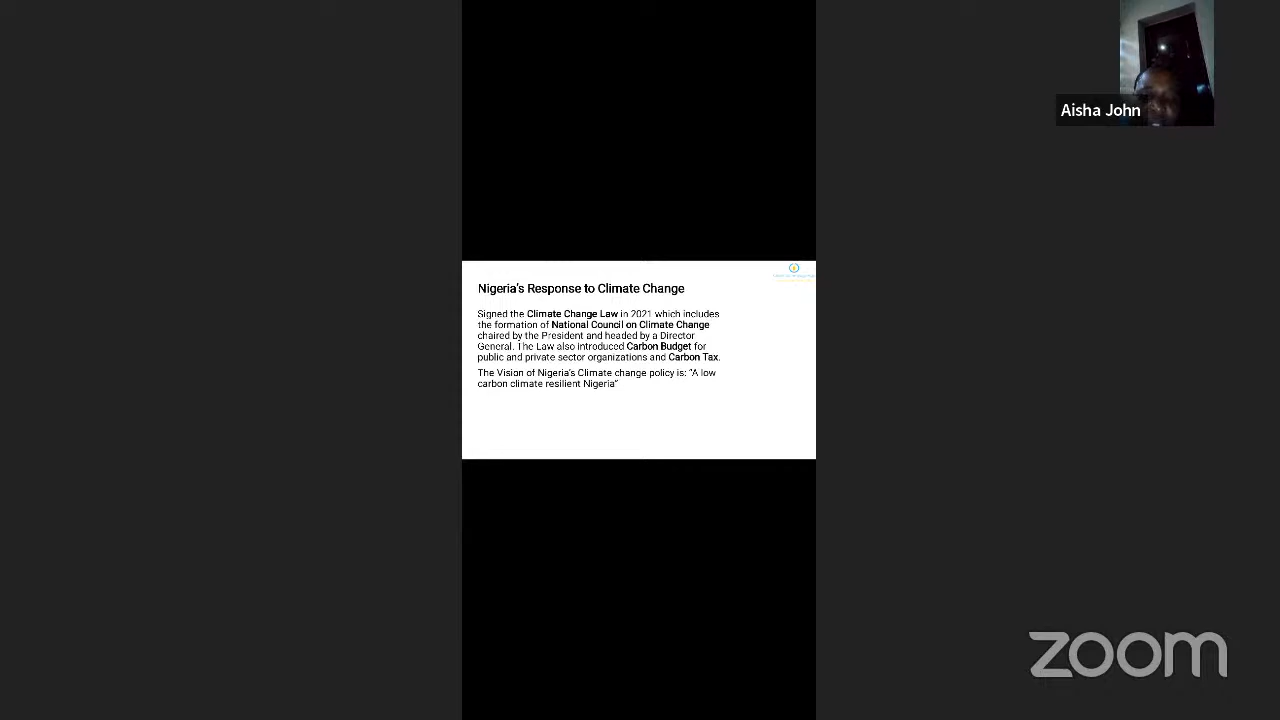 Aisha John
Nigeria's Response to Climate Change
Signed the Climate Change Law in 2021 which includes
the formation of National Council on Climate Change
chaired by the President and headed by a Director
General. The Law also introduced Carbon Budget for
public and private sector organizations and Carbon Tax.
The Vision of Nigeria's Climate change policy is: “A low
carbon climate resilient Nigeria”
zoom